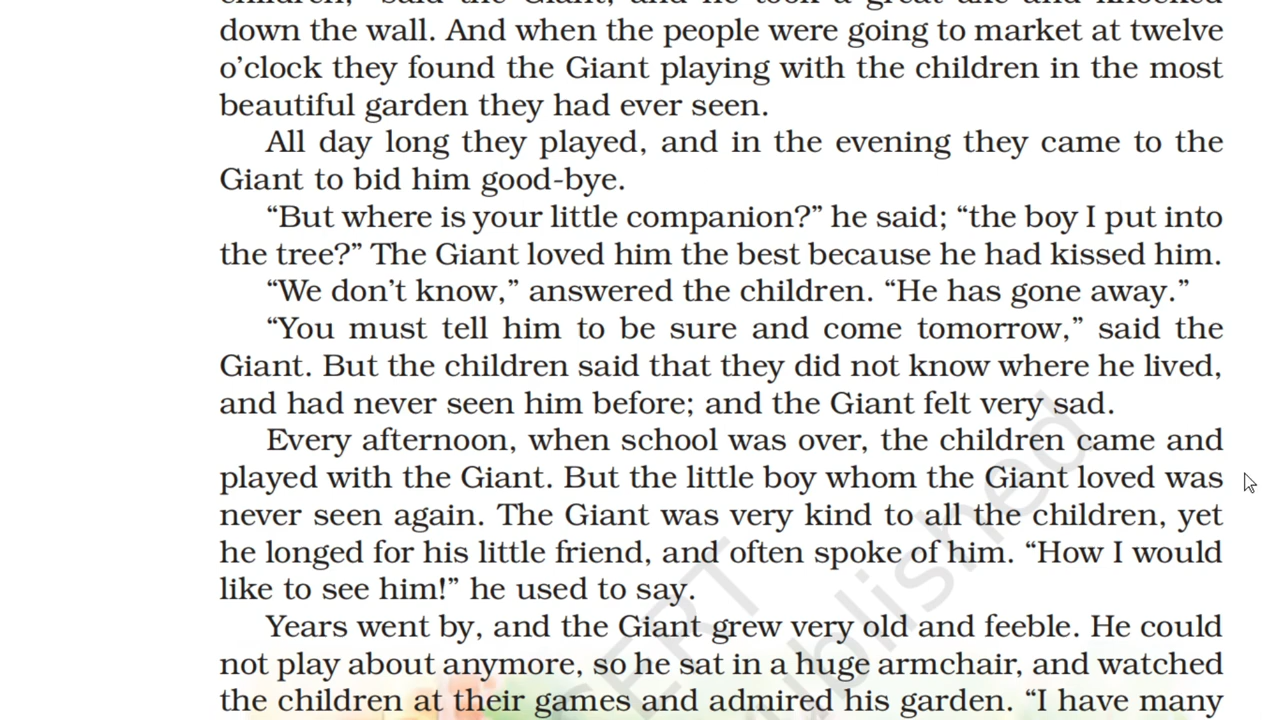 children," said the Giant, and he took a great axe and knocked
down the wall. And when the people were going to market at twelve
o’clock they found the Giant playing with the children in the most
beautiful garden they had ever seen.
All day long they played, and in the evening they came to the
Giant to bid him good-bye.
“But where is your little companion?” he said; “the boy I put into
the tree?” The Giant loved him the best because he had kissed him.
“We don’t know,” answered the children. “He has gone away.”
“You must tell him to be sure and come tomorrow,” said the
Giant. But the children said that they did not know where he lived,
and had never seen him before; and the Giant felt very sad.
Every afternoon, when school was over, the children came and
played with the Giant. But the little boy whom the Giant loved was
never seen again. The Giant was very kind to all the children, yet
he longed for his little friend, and often spoke of him. “How I would
like to see him!” he used to say.
Years went by, and the Giant grew very old and feeble. He could
not play about anymore, so he sat in a huge armchair, and watched
the children at their games and admired his garden. “I have many